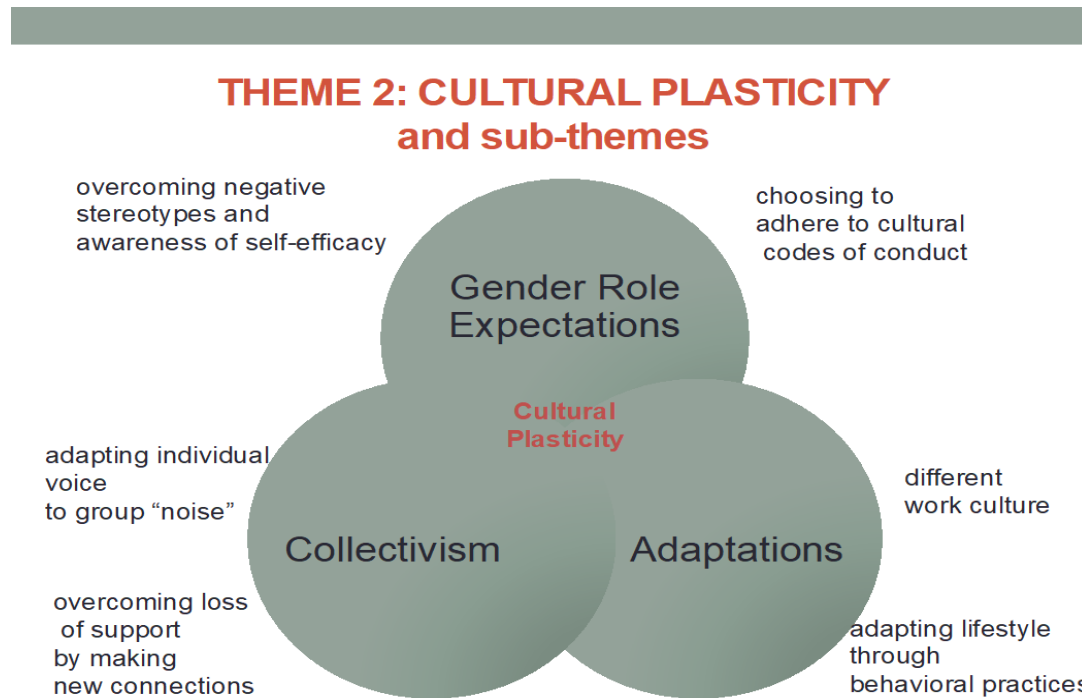 THEME 2: CULTURAL PLASTICITY
and sub-themes
overcoming negative
stereotypes and
awareness of self-efficacy
choosing to
adhere to cultural
codes of conduct
Gender Role
Expectations
Cultural
Plasticity
adapting individual
voice
to group “noise”
different
work culture
Collectivism
Adaptations
overcoming loss
of support
by making
new connections
adapting lifestyle
through
behavioral practices